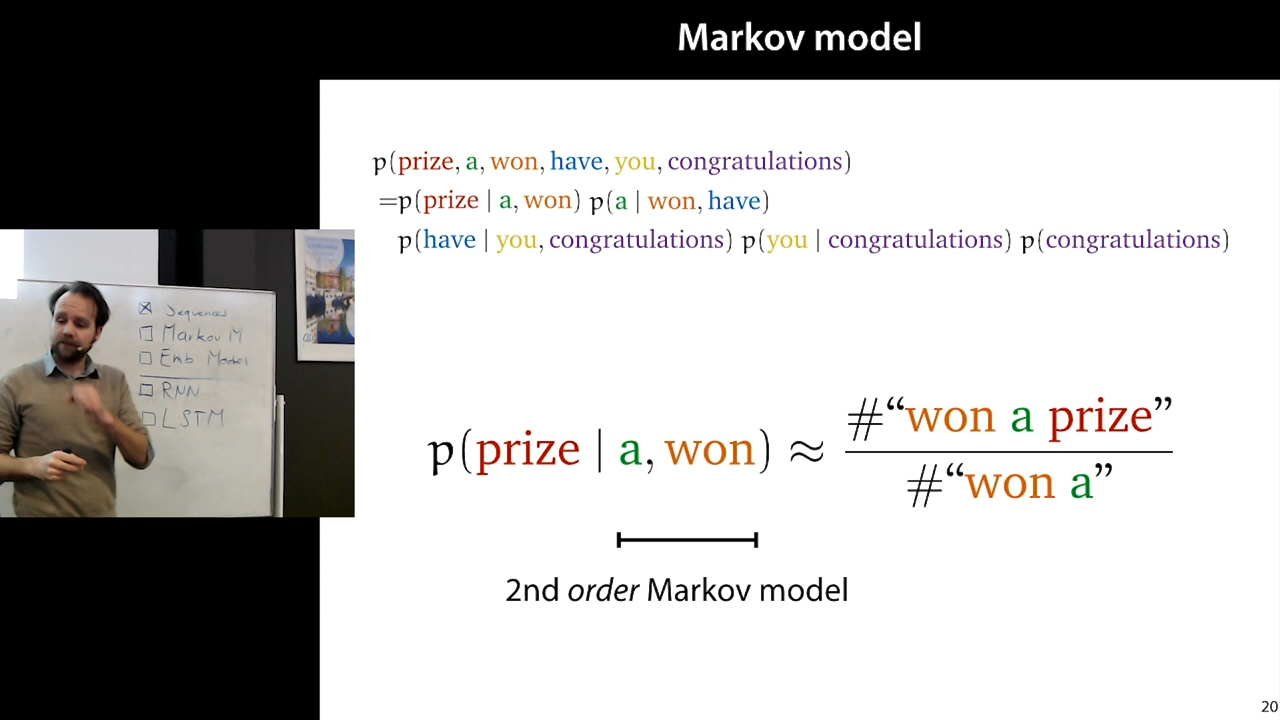 Markov model
p(prize, a, won, have, you, congratulations)
=p(prize | a, won) p(a | won, have)
p(have | you, congratulations) p(you | congratulations) p(congratulations)
Sequences
Markov M
Emb Model
RNN
LSTM
p(prize | a, won) ≈ #“won a prize” / #“won a”
2nd order Markov model
20